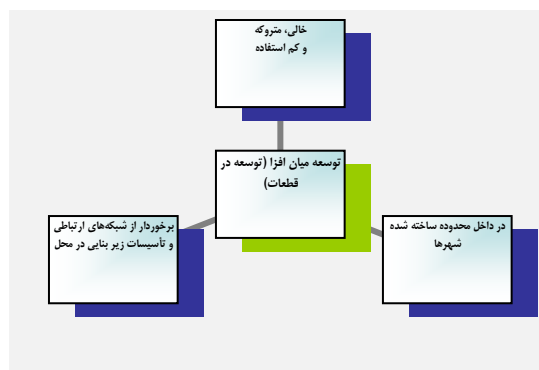 خالی، متروکه
و کم استفاده
توسعه میان افزا (توسعه در
قطعات)
در داخل محدوده ساخته شده
شهرها
برخوردار از شبکه‌های ارتباطی
و تأسیسات زیر بنایی در محل